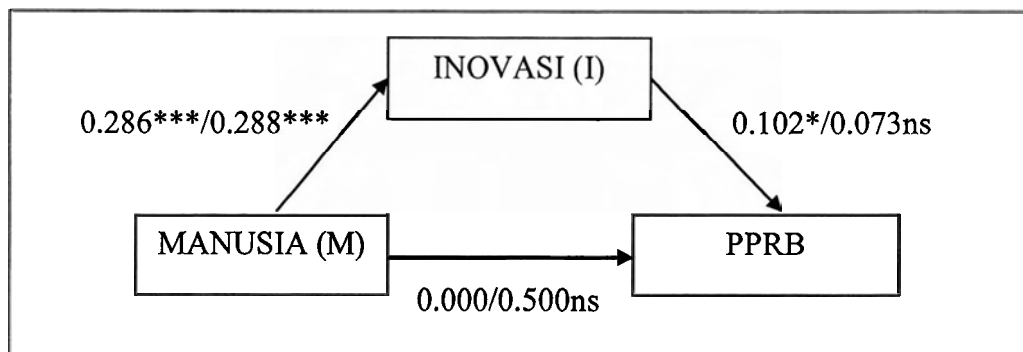 INOVASI (I)
0.286***/0.288***
0.102*/0.073ns
MANUSIA (M)
PPRB
0.000/0.500ns